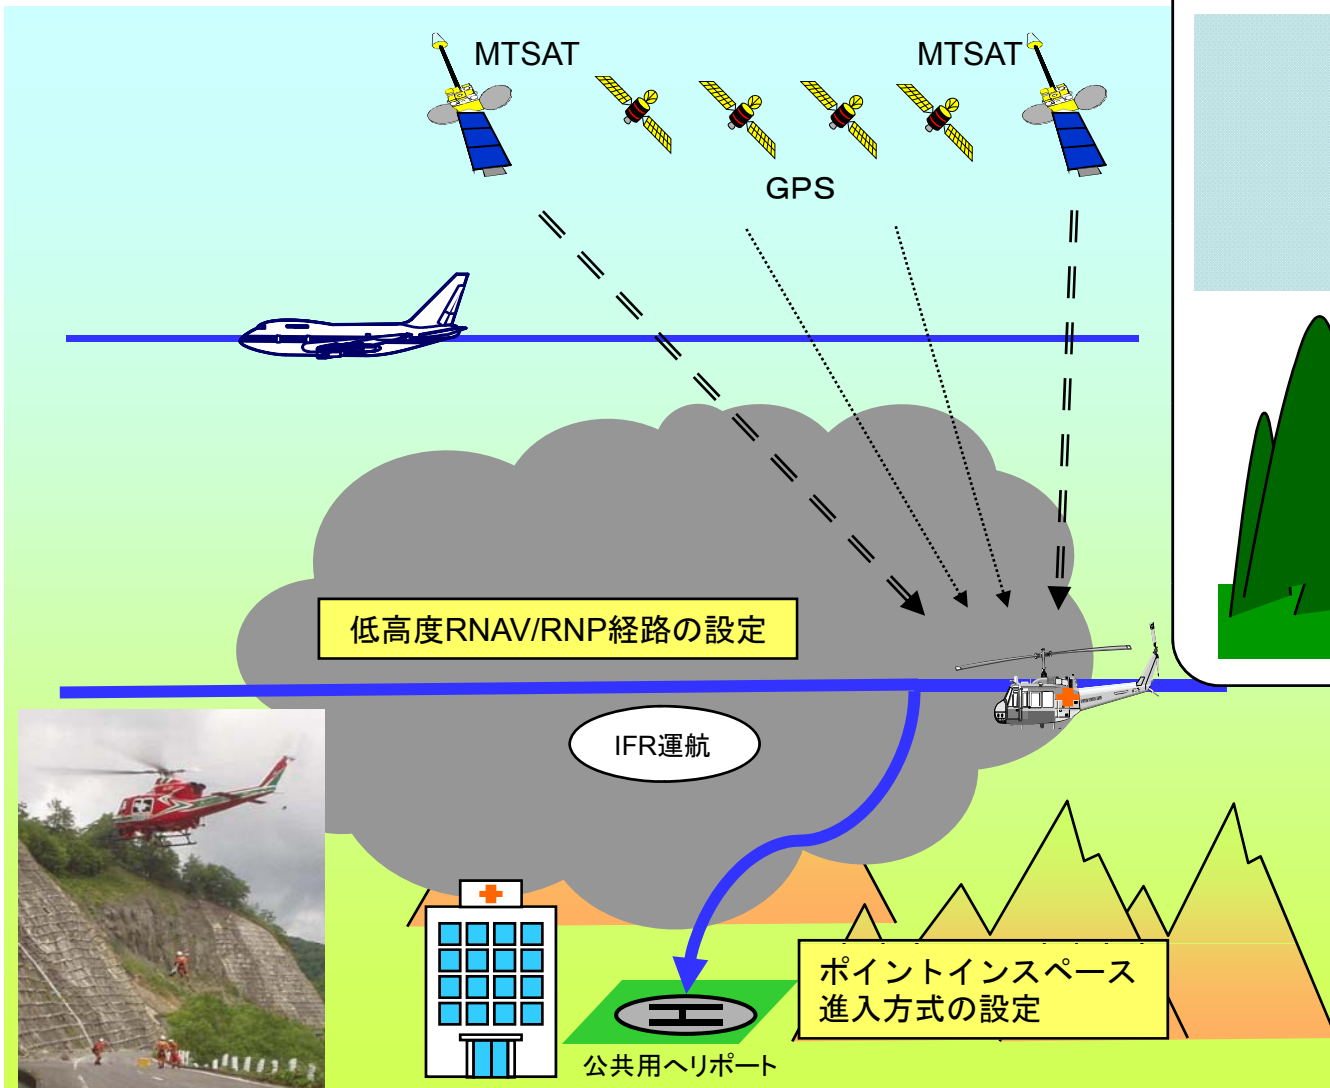 MTSAT
MTSAT
GPS
低高度RNAV/RNP経路の設定
IFR運航
ポイントインスペース
進入方式の設定
公共用ヘリポート